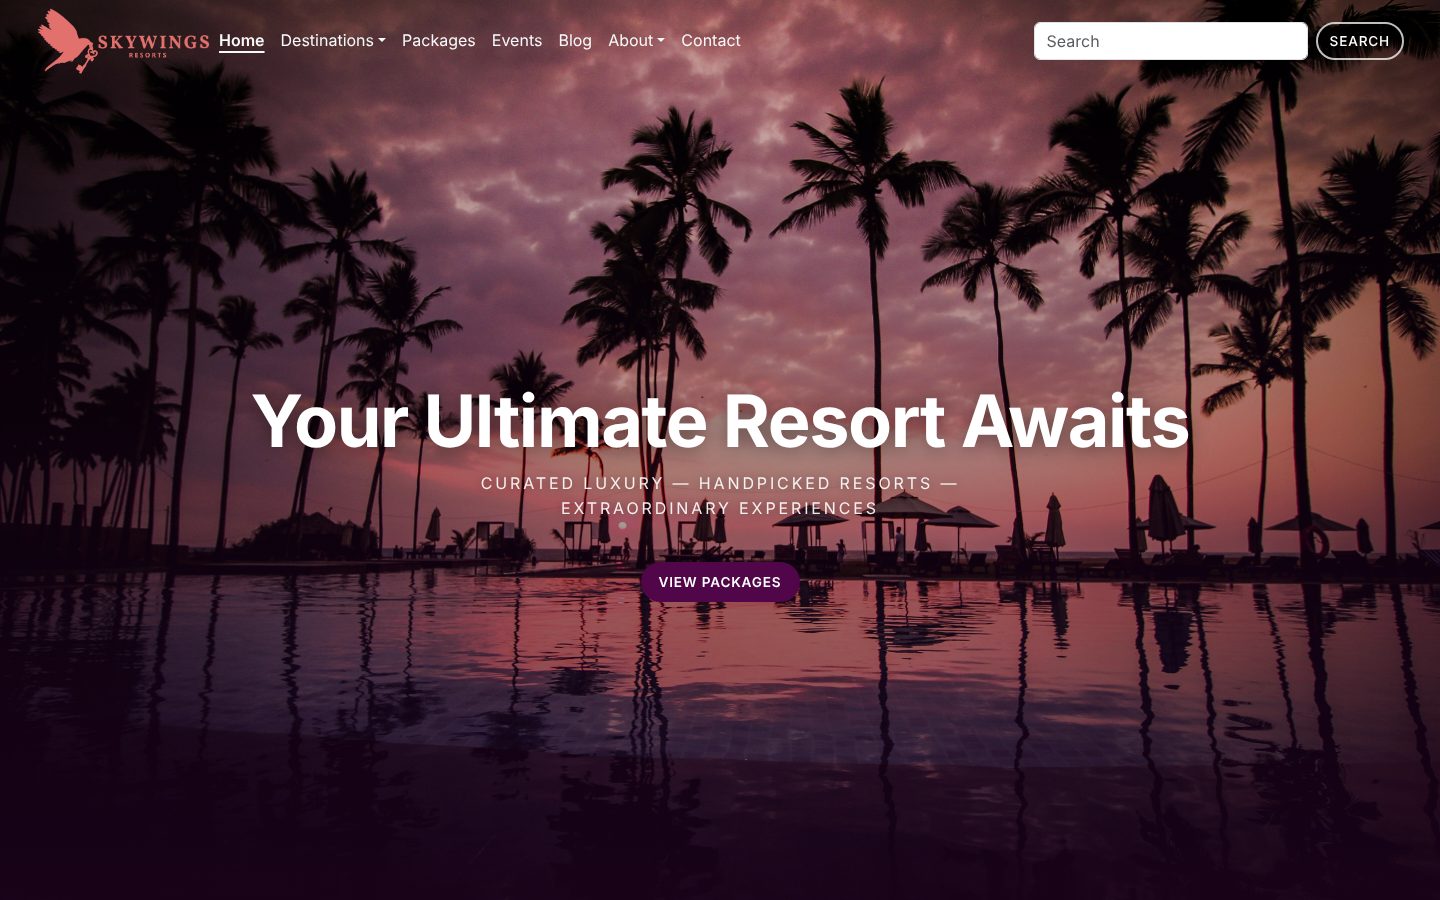 SKYWINGS
RESORTS
Home Destinations Packages Events Blog About Contact
Search
SEARCH
Your Ultimate Resort Awaits
CURATED LUXURY — HANDPICKED RESORTS —
EXTRAORDINARY EXPERIENCES
VIEW PACKAGES